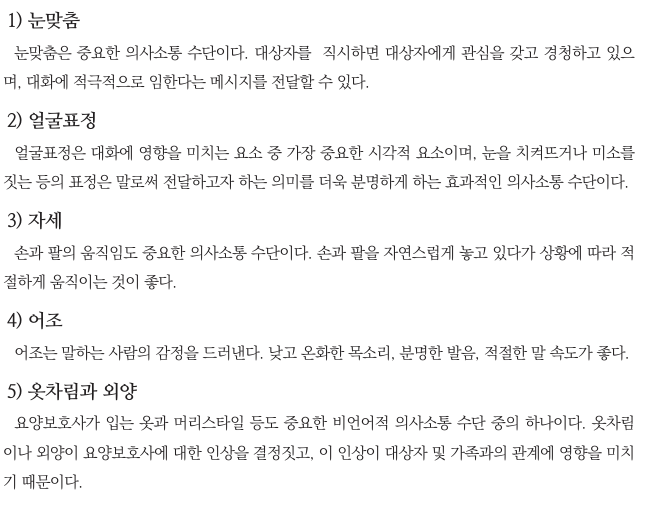 1) 눈맞춤
눈맞춤은 중요한 의사소통 수단이다. 대상자를 직시하면 대상자에게 관심을 갖고 경청하고 있으
며, 대화에 적극적으로 임한다는 메시지를 전달할 수 있다.
2) 얼굴표정
얼굴표정은 대화에 영향을 미치는 요소 중 가장 중요한 시각적 요소이며, 눈을 치켜뜨거나 미소를
짓는 등의 표정은 말로써 전달하고자 하는 의미를 더욱 분명하게 하는 효과적인 의사소통 수단이다.
3) 자세
손과 팔의 움직임도 중요한 의사소통 수단이다. 손과 팔을 자연스럽게 놓고 있다가 상황에 따라 적
절하게 움직이는 것이 좋다.
4) 어조
어조는 말하는 사람의 감정을 드러낸다. 낮고 온화한 목소리, 분명한 발음, 적절한 말 속도가 좋다.
5) 옷차림과 외양
요양보호사가 입는 옷과 머리스타일 등도 중요한 비언어적 의사소통 수단 중의 하나이다. 옷차림
이나 외양이 요양보호사에 대한 인상을 결정짓고, 이 인상이 대상자 및 가족과의 관계에 영향을 미치
기 때문이다.